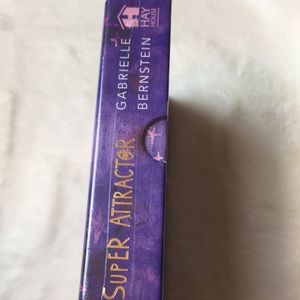 SUPER ATTRACTOR
GABRIELLE
BERNSTEIN
HAY
HOUSE